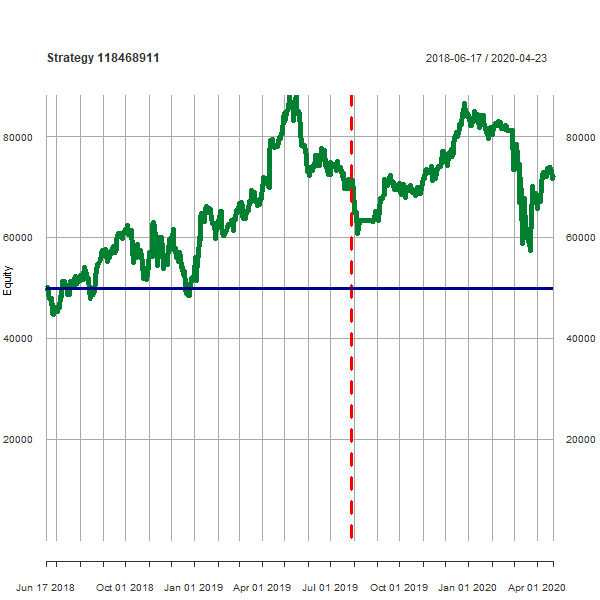 Strategy 118468911
2018-06-17 / 2020-04-23
80000
80000
60000
60000
Equity
40000
40000
20000
20000
Jun 17 2018
Oct 01 2018
Jan 01 2019
Apr 01 2019
Jul 01 2019
Oct 01 2019
Jan 01 2020
Apr 01 2020